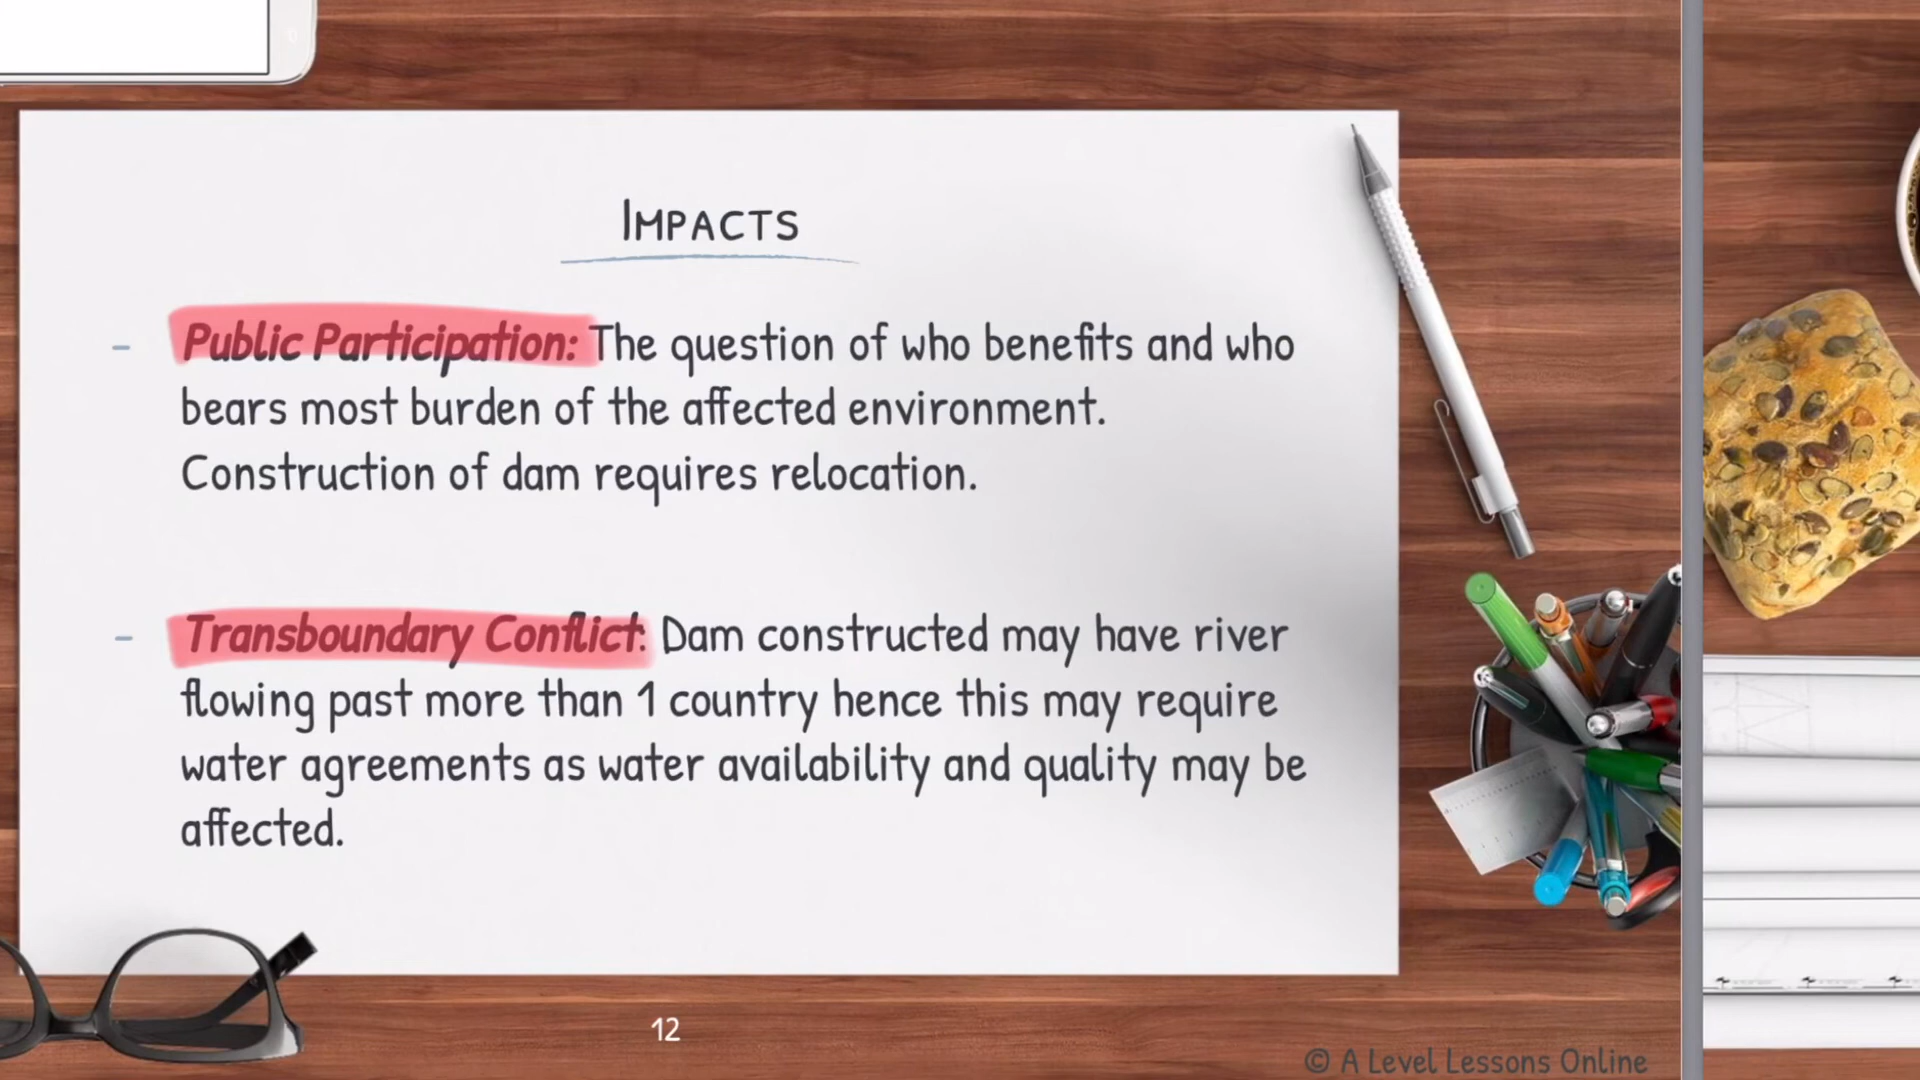 IMPACTS
- Public Participation: The question of who benefits and who
bears most burden of the affected environment.
Construction of dam requires relocation.
- Transboundary Conflict: Dam constructed may have river
flowing past more than 1 country hence this may require
water agreements as water availability and quality may be
affected.
12
© A Level Lessons Online